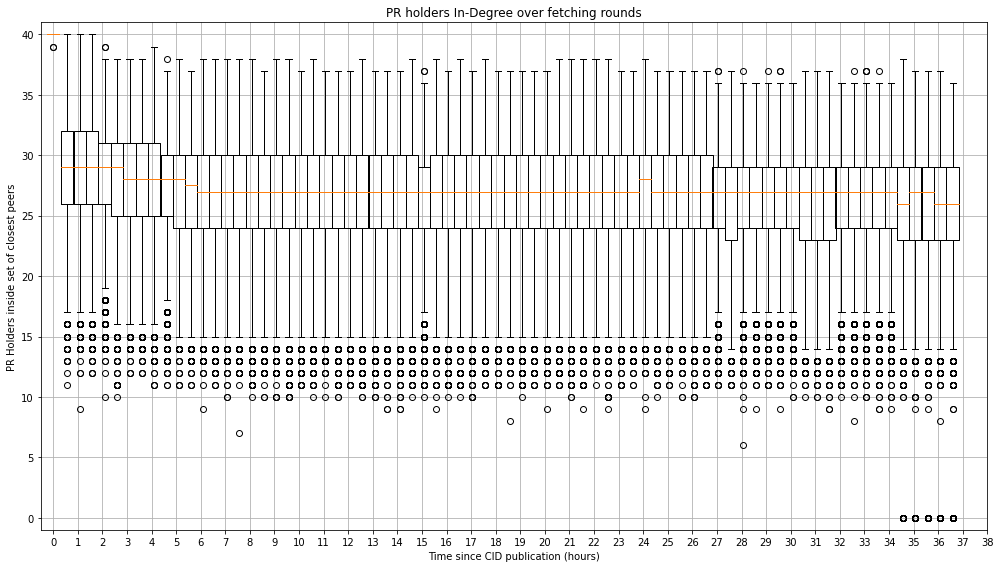 PR holders In-Degree over fetching rounds
PR Holders inside set of closest peers
40
35
30
25
20
15
10
5
0
0 1 2 3 4 5 6 7 8 9 10 11 12 13 14 15 16 17 18 19 20 21 22 23 24 25 26 27 28 29 30 31 32 33 34 35 36 37 38
Time since CID publication (hours)